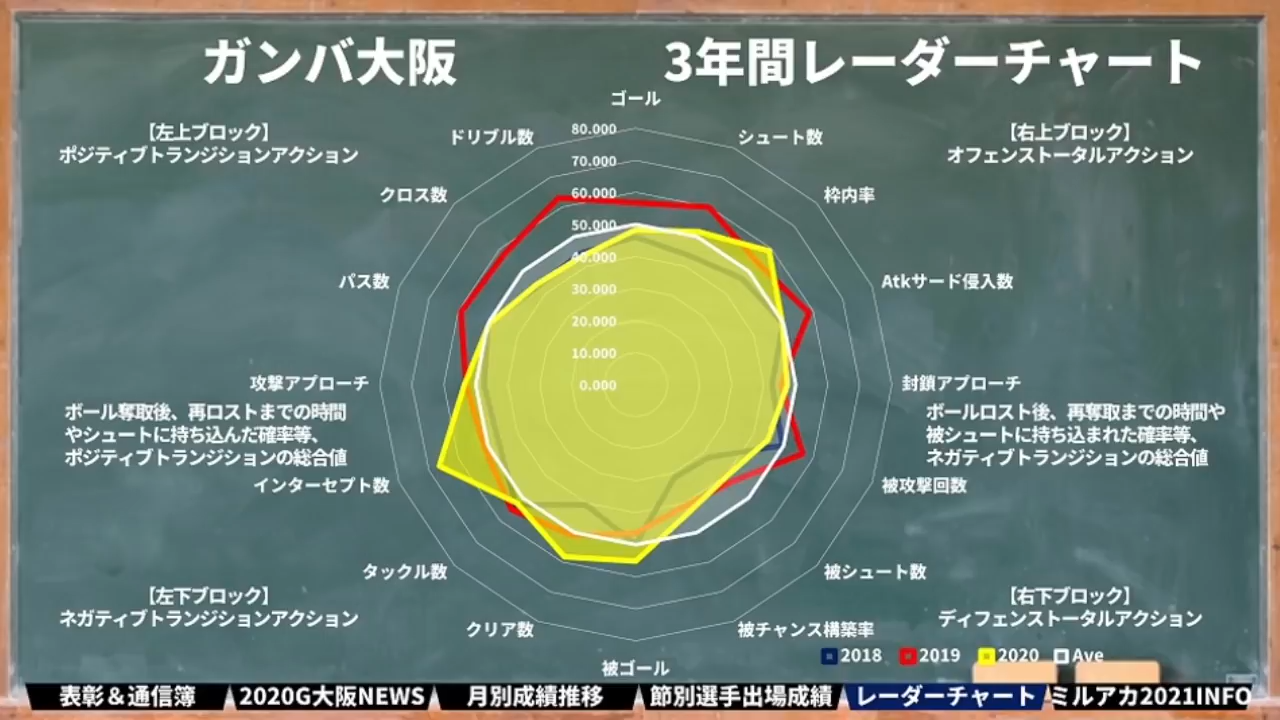 ガンバ大阪
3年間レーダーチャート
【左上ブロック】
ポジティブトランジションアクション
【右上ブロック】
オフェンストータルアクション
ゴール
シュート数
枠内率
Atkサード侵入数
封鎖アプローチ
被攻撃回数
被シュート数
被チャンス構築率
被ゴール
クリア数
タックル数
インターセプト数
攻撃アプローチ
パス数
クロス数
ドリブル数
80.000
70.000
60.000
50.000
40.000
30.000
20.000
10.000
0.000
ボール奪取後、再ロストまでの時間
やシュートに持ち込んだ確率等、
ポジティブトランジションの総合値
ボールロスト後、再奪取までの時間や
被シュートに持ち込まれた確率等、
ネガティブトランジションの総合値
【左下ブロック】
ネガティブトランジションアクション
【右下ブロック】
ディフェンストータルアクション
2018 2019 2020 Ave
表彰＆通信簿
2020G大阪NEWS
月別成績推移
節別選手出場成績
レーダーチャート
ミルアカ2021INFO